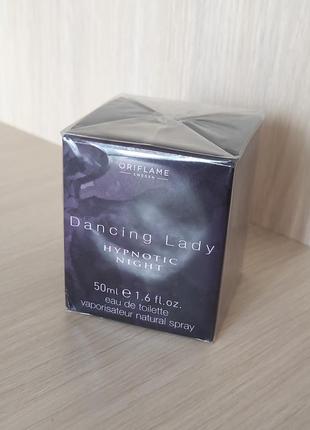 ORIFLAME
SWEDEN
Dancing Lady
HYPNOTIC
NIGHT
50ml e 1.6 fl.oz.
eau de toilette
vaporisateur natural spray